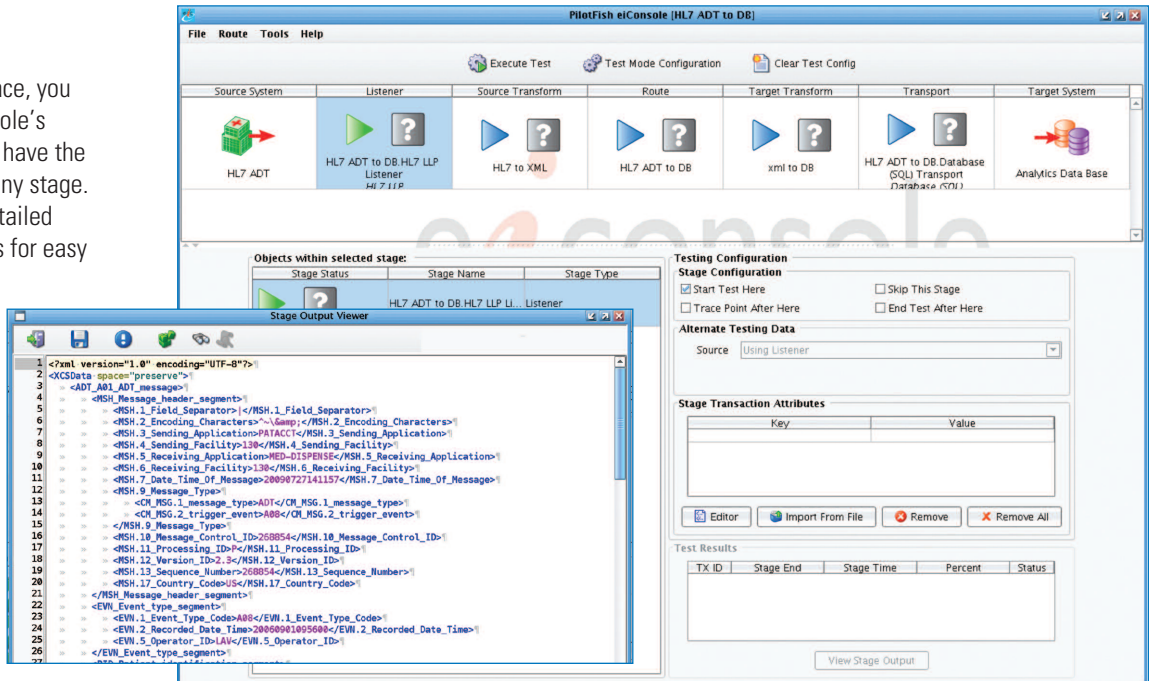 ce, you
ole's
have the
ny stage.
tailed
s for easy
PilotFish eiConsole [HL7 ADT to DB]
File Route Tools Help
Execute Test Test Mode Configuration Clear Test Config
Source System Listener Source Transform Route Target Transform Transport Target System
HL7 ADT
HL7 ADT to DB.HL7 LLP
Listener
HL7 LLP
HL7 to XML
HL7 ADT to DB
xml to DB
HL7 ADT to DB.Database
(SQL) Transport
Database (SQL)
Analytics Data Base
eiconsole
Objects within selected stage:
Stage Status Stage Name Stage Type
HL7 ADT to DB.HL7 LLP Li... Listener
Testing Configuration
Stage Configuration
Start Test Here Skip This Stage
Trace Point After Here End Test After Here
Alternate Testing Data
Source Using Listener
Stage Transaction Attributes
Key Value
Editor Import From File Remove Remove All
Test Results
TX ID Stage End Stage Time Percent Status
View Stage Output
Stage Output Viewer
1 <?xml version="1.0" encoding="UTF-8"?>
2 <XCSData space="preserve">
3 <ADT_A01_ADT_message>
4 <MSH_Message_header_segment>
5 <MSH.1_Field_Separator>|</MSH.1_Field_Separator>
6 <MSH.2_Encoding_Characters>^~\&amp;</MSH.2_Encoding_Characters>
7 <MSH.3_Sending_Application>PATACCT</MSH.3_Sending_Application>
8 <MSH.4_Sending_Facility>130</MSH.4_Sending_Facility>
9 <MSH.5_Receiving_Application>MED-DISPENSE</MSH.5_Receiving_Application>
10 <MSH.6_Receiving_Facility>130</MSH.6_Receiving_Facility>
11 <MSH.7_Date_Time_Of_Message>20090727141157</MSH.7_Date_Time_Of_Message>
12 <MSH.9_Message_Type>
13 <CM_MSG.1_message_type>ADT</CM_MSG.1_message_type>
14 <CM_MSG.2_trigger_event>A08</CM_MSG.2_trigger_event>
15 </MSH.9_Message_Type>
16 <MSH.10_Message_Control_ID>268854</MSH.10_Message_Control_ID>
17 <MSH.11_Processing_ID>P</MSH.11_Processing_ID>
18 <MSH.12_Version_ID>2.3</MSH.12_Version_ID>
19 <MSH.13_Sequence_Number>268854</MSH.13_Sequence_Number>
20 <MSH.17_Country_Code>US</MSH.17_Country_Code>
21 </MSH_Message_header_segment>
22 <EVN_Event_type_segment>
23 <EVN.1_Event_Type_Code>A08</EVN.1_Event_Type_Code>
24 <EVN.2_Recorded_Date_Time>20060901095600</EVN.2_Recorded_Date_Time>
25 <EVN.5_Operator_ID>LAV</EVN.5_Operator_ID>
26 </EVN_Event_type_segment>
27